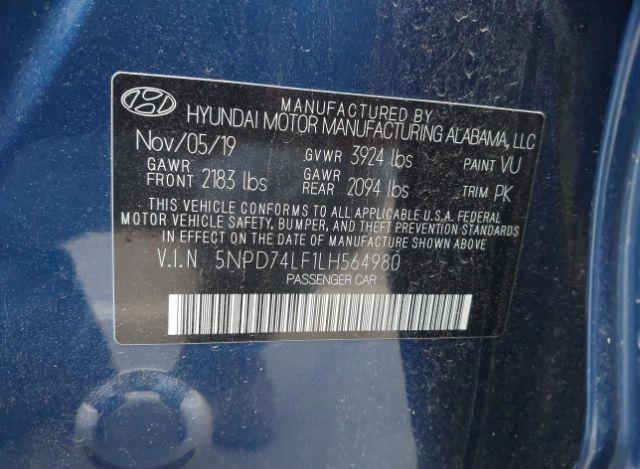 MANUFACTURED BY
HYUNDAI MOTOR MANUFACTURING ALABAMA, LLC
Nov/05/19 GVWR 3924 lbs PAINT VU
GAWR FRONT 2183 lbs GAWR REAR 2094 lbs TRIM PK
THIS VEHICLE CONFORMS TO ALL APPLICABLE U.S.A. FEDERAL
MOTOR VEHICLE SAFETY, BUMPER, AND THEFT PREVENTION STANDARDS
IN EFFECT ON THE DATE OF MANUFACTURE SHOWN ABOVE
V.I.N 5NPD74LF1LH564980
PASSENGER CAR